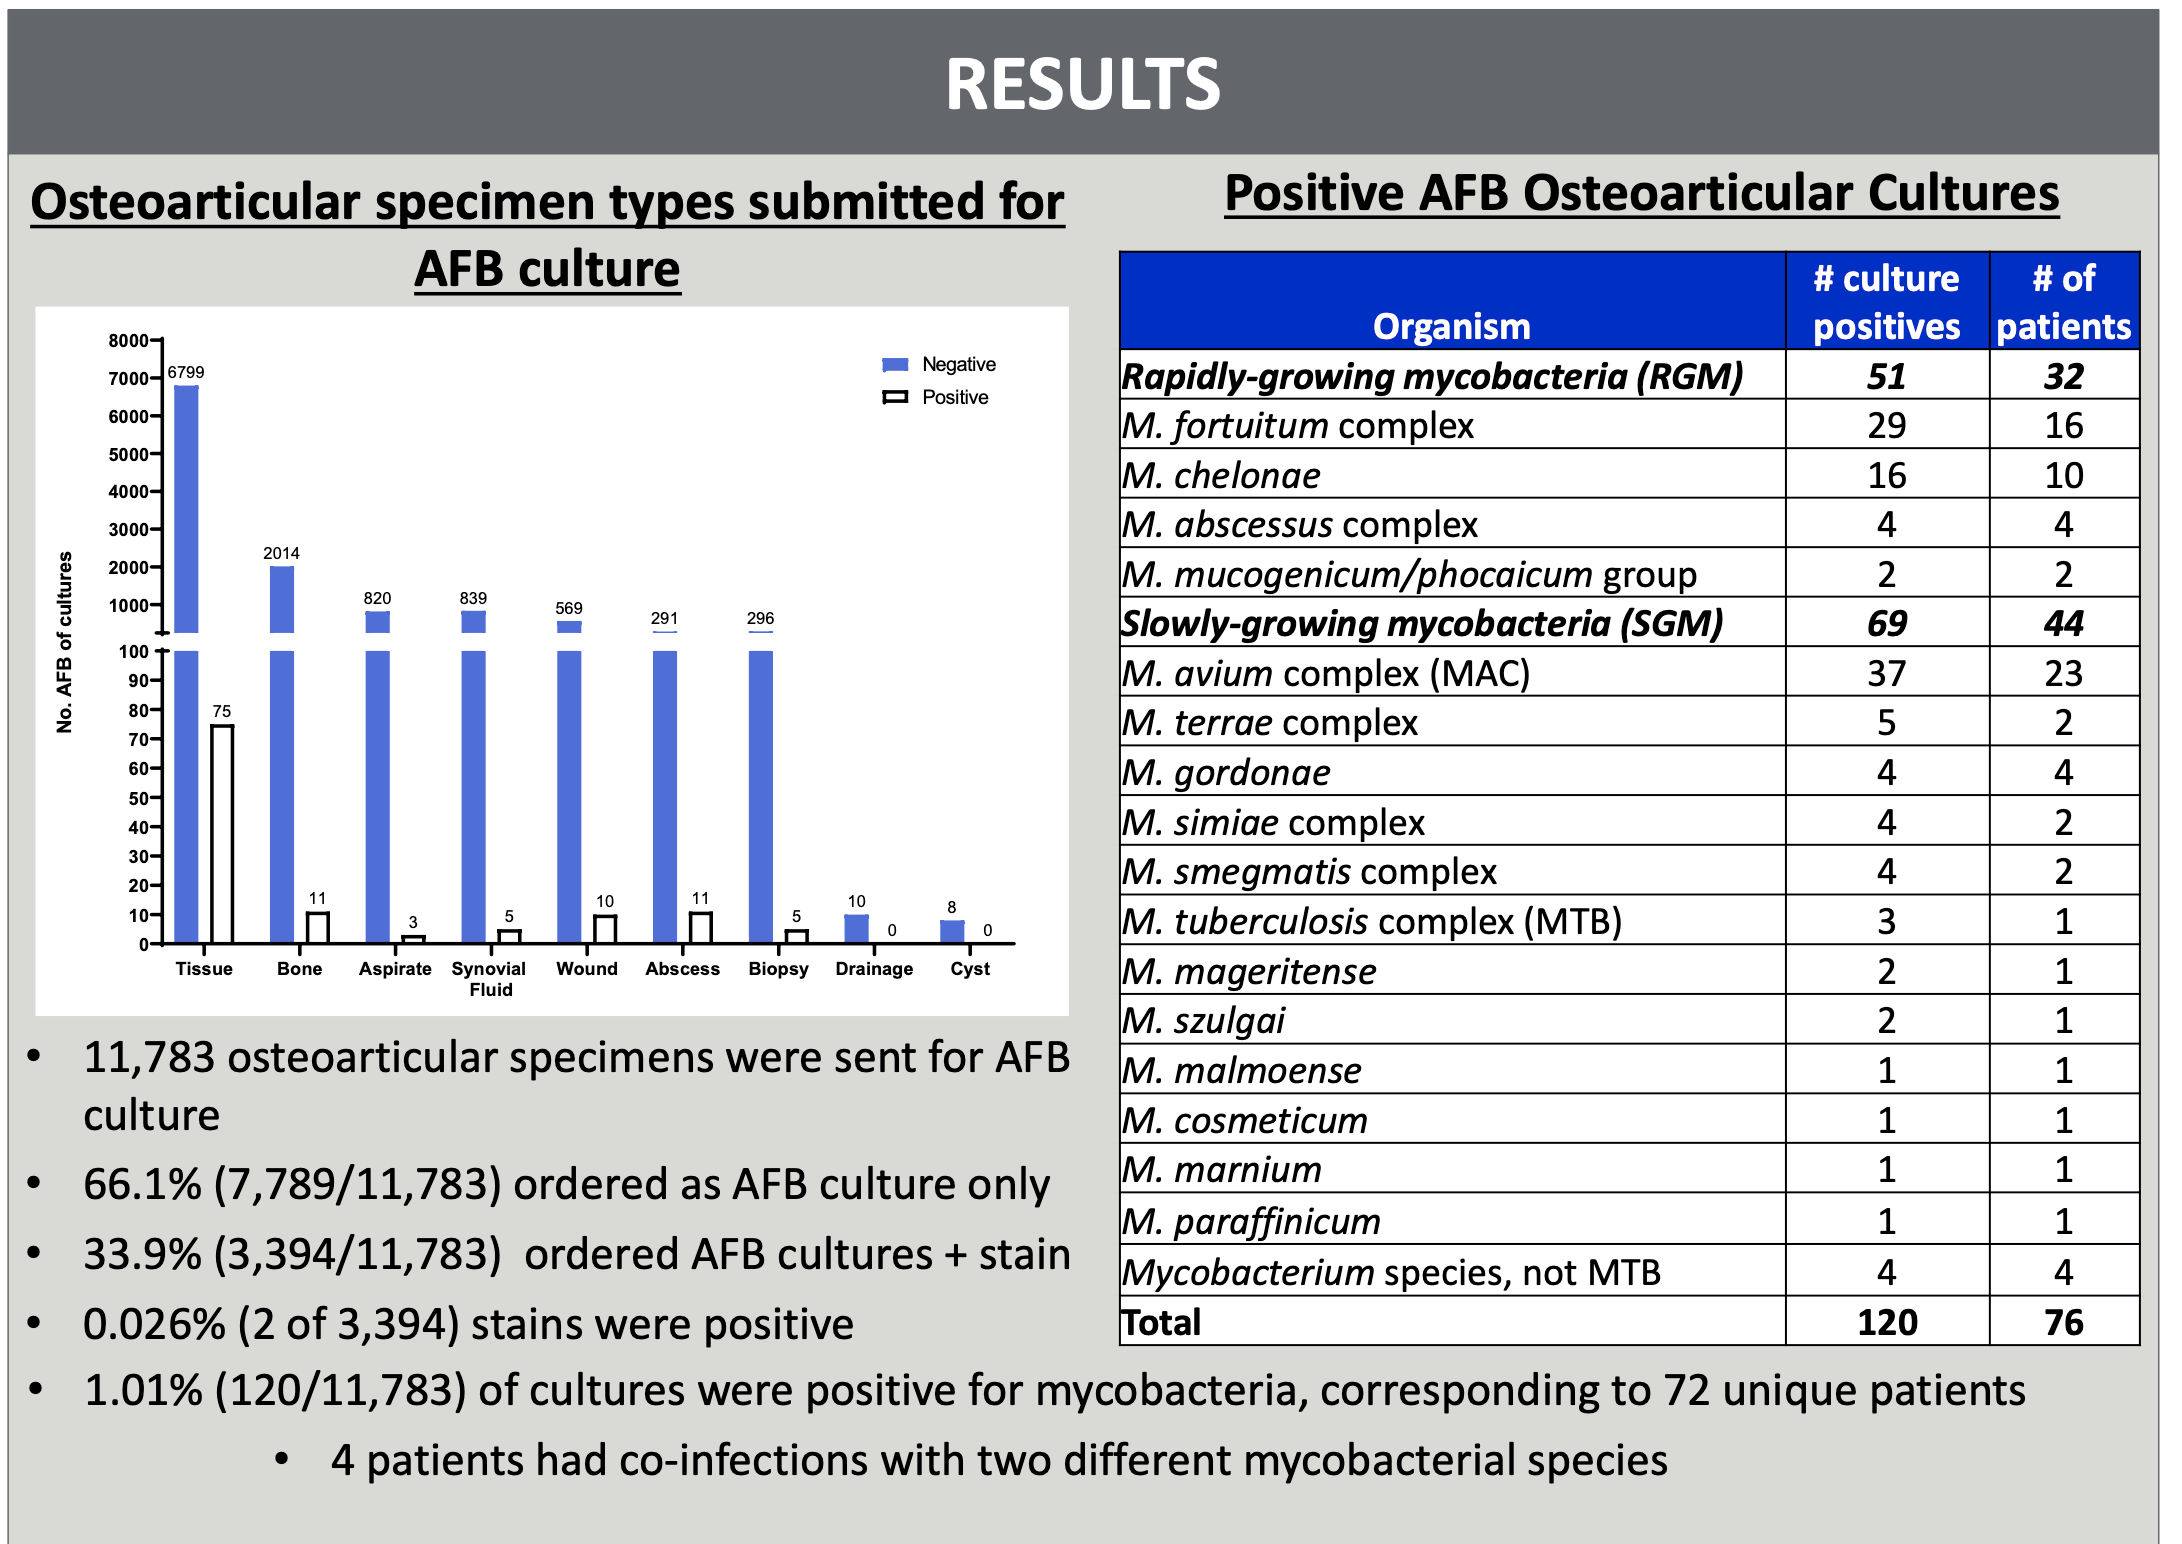 RESULTS
Osteoarticular specimen types submitted for
AFB culture
No. AFB of cultures
8000
7000
6000
5000
4000
3000
2000
1000
100
90
80
70
60
50
40
30
20
10
0
Negative
Positive
6799
75
2014
11
820
3
839
5
569
10
291
11
296
5
10
0
8
0
Tissue
Bone
Aspirate
Synovial
Fluid
Wound
Abscess
Biopsy
Drainage
Cyst
• 11,783 osteoarticular specimens were sent for AFB
culture
• 66.1% (7,789/11,783) ordered as AFB culture only
• 33.9% (3,394/11,783) ordered AFB cultures + stain
• 0.026% (2 of 3,394) stains were positive
• 1.01% (120/11,783) of cultures were positive for mycobacteria, corresponding to 72 unique patients
• 4 patients had co-infections with two different mycobacterial species
Positive AFB Osteoarticular Cultures
Organism # culture positives # of patients
Rapidly-growing mycobacteria (RGM) 51 32
M. fortuitum complex 29 16
M. chelonae 16 10
M. abscessus complex 4 4
M. mucogenicum/phocaicum group 2 2
Slowly-growing mycobacteria (SGM) 69 44
M. avium complex (MAC) 37 23
M. terrae complex 5 2
M. gordonae 4 4
M. simiae complex 4 2
M. smegmatis complex 4 2
M. tuberculosis complex (MTB) 3 1
M. mageritense 2 1
M. szulgai 2 1
M. malmoense 1 1
M. cosmeticum 1 1
M. marnium 1 1
M. paraffinicum 1 1
Mycobacterium species, not MTB 4 4
Total 120 76